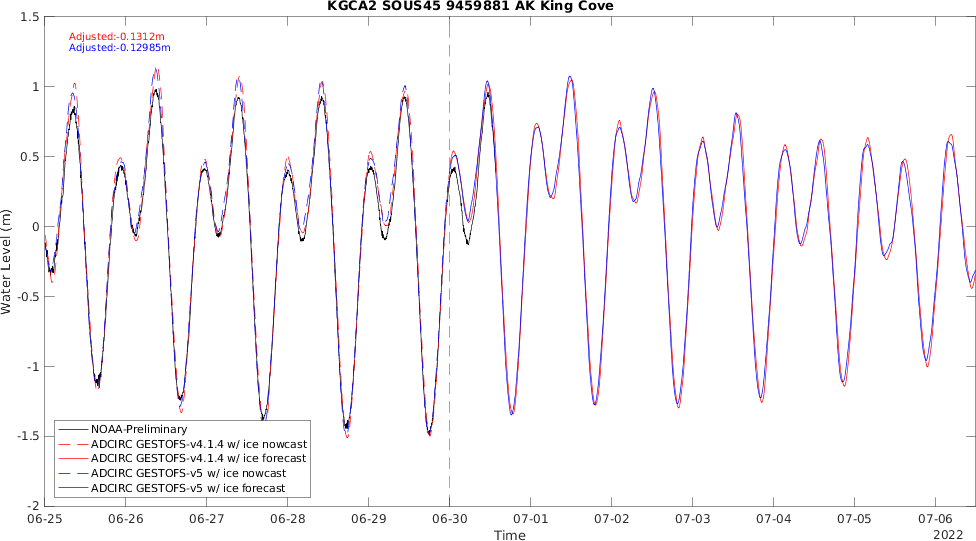 KGCA2 SOUS45 9459881 AK King Cove
Adjusted:-0.1312m
Adjusted:-0.12985m
1.5
1
0.5
0
-0.5
-1
-1.5
-2
Water Level (m)
NOAA-Preliminary
ADCIRC GESTOFS-v4.1.4 w/ ice nowcast
ADCIRC GESTOFS-v4.1.4 w/ ice forecast
ADCIRC GESTOFS-v5 w/ ice nowcast
ADCIRC GESTOFS-v5 w/ ice forecast
06-25 06-26 06-27 06-28 06-29 06-30 07-01 07-02 07-03 07-04 07-05 07-06
Time
2022